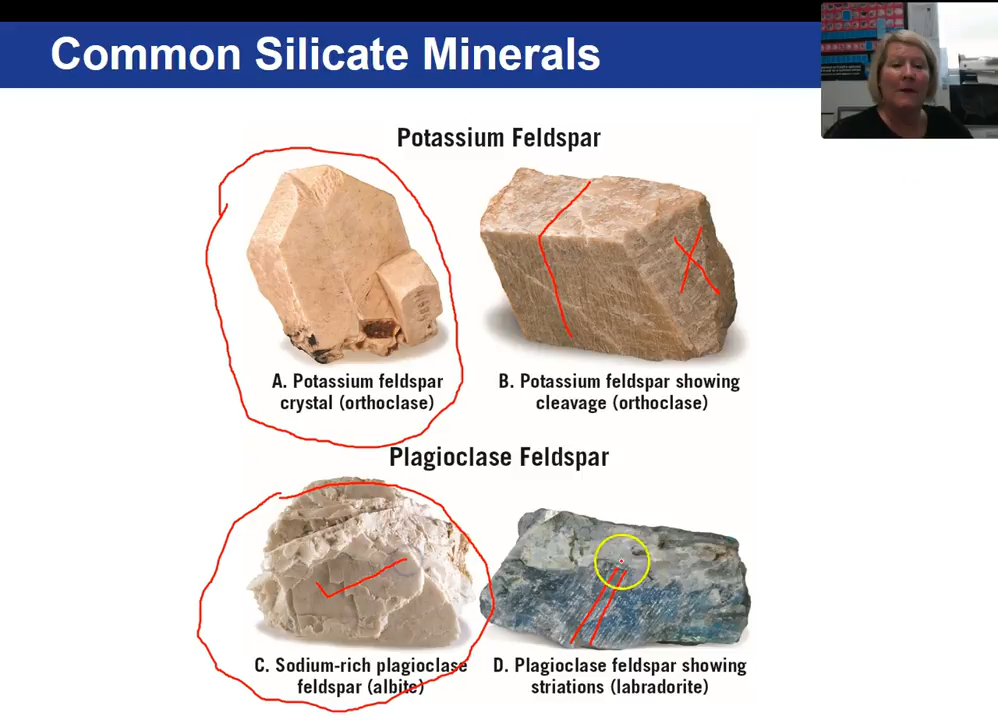 Common Silicate Minerals
Potassium Feldspar
A. Potassium feldspar
crystal (orthoclase)
B. Potassium feldspar showing
cleavage (orthoclase)
Plagioclase Feldspar
C. Sodium-rich plagioclase
feldspar (albite)
D. Plagioclase feldspar showing
striations (labradorite)